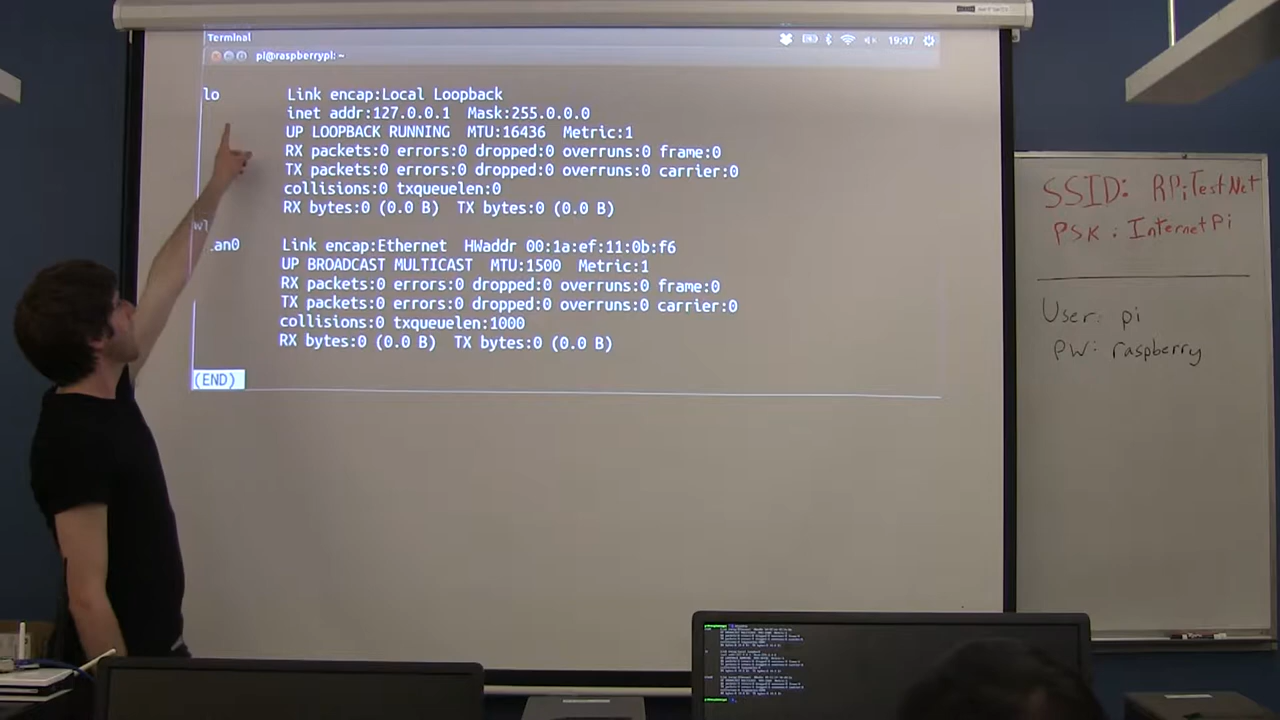 Terminal
19:47
pi@raspberrypi: ~
lo Link encap:Local Loopback
inet addr:127.0.0.1 Mask:255.0.0.0
UP LOOPBACK RUNNING MTU:16436 Metric:1
RX packets:0 errors:0 dropped:0 overruns:0 frame:0
TX packets:0 errors:0 dropped:0 overruns:0 carrier:0
collisions:0 txqueuelen:0
RX bytes:0 (0.0 B) TX bytes:0 (0.0 B)
wlan0 Link encap:Ethernet HWaddr 00:1a:ef:11:0b:f6
UP BROADCAST MULTICAST MTU:1500 Metric:1
RX packets:0 errors:0 dropped:0 overruns:0 frame:0
TX packets:0 errors:0 dropped:0 overruns:0 carrier:0
collisions:0 txqueuelen:1000
RX bytes:0 (0.0 B) TX bytes:0 (0.0 B)
(END)
SSID: RPiTestNet
PSK: InternetPi
User: pi
PW: raspberry